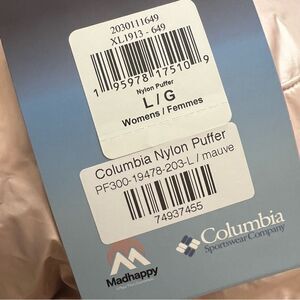 2030111649
XL1913 - 649
1 95978 17510 9
Nylon Puffer
L / G
Womens / Femmes
Columbia Nylon Puffer
PF300-19478-203-L / mauve
74937455
Madhappy
Columbia
Sportswear Company